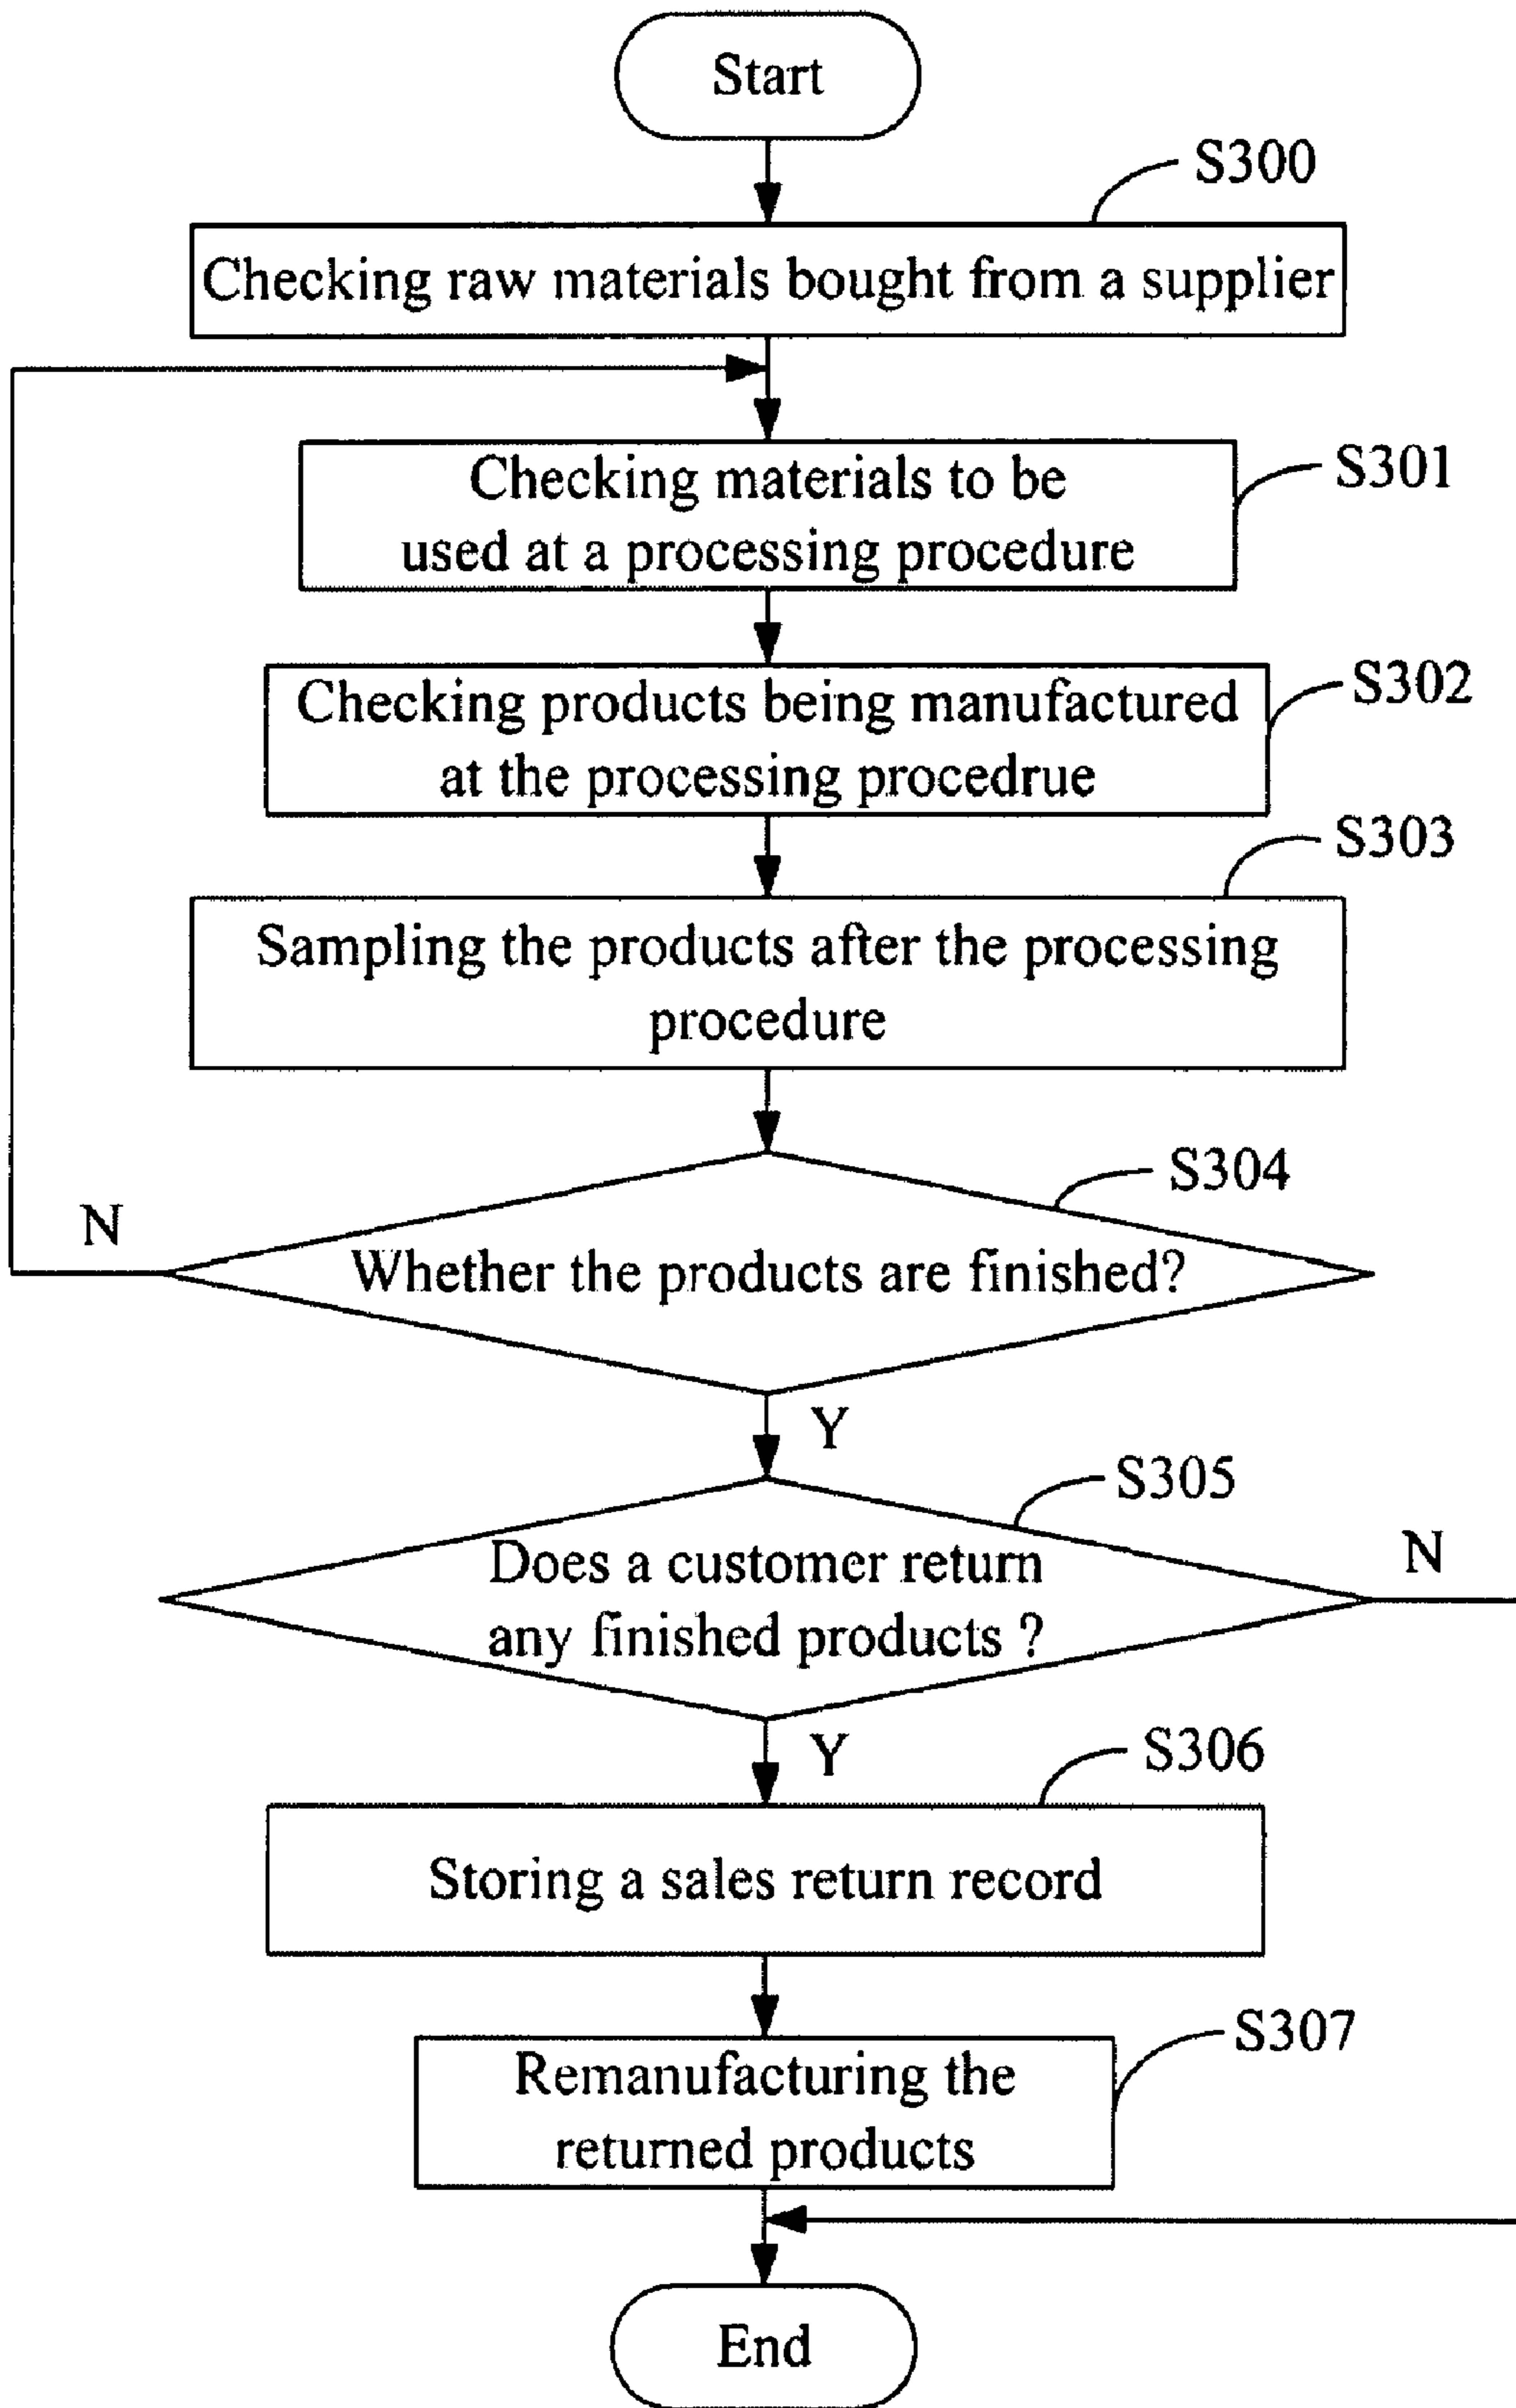 Start
S300
Checking raw materials bought from a supplier
Checking materials to be
used at a processing procedure
S301
Checking products being manufactured
at the processing procedrue
S302
S303
Sampling the products after the processing
procedure
S304
N
Whether the products are finished?
Y
S305
Does a customer return
any finished products ?
N
Y
S306
Storing a sales return record
S307
Remanufacturing the
returned products
End